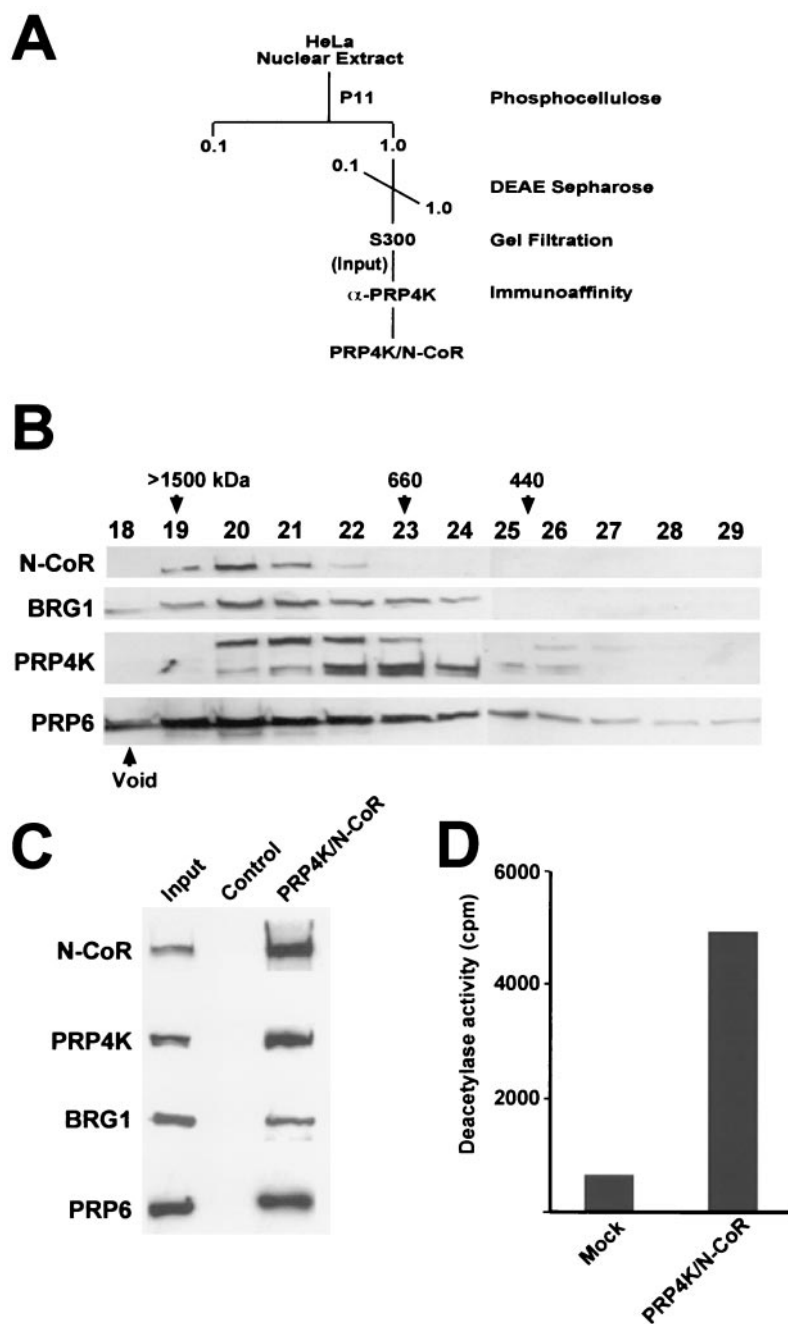 A
HeLa
Nuclear Extract
P11 Phosphocellulose
0.1 1.0
0.1
DEAE Sepharose
1.0
S300 Gel Filtration
(Input)
α-PRP4K Immunoaffinity
PRP4K/N-CoR
B
>1500 kDa 660 440
18 19 20 21 22 23 24 25 26 27 28 29
N-CoR
BRG1
PRP4K
PRP6
Void
C
Input Control PRP4K/N-CoR
N-CoR
PRP4K
BRG1
PRP6
D
Deacetylase activity (cpm)
6000
4000
2000
Mock PRP4K/N-CoR